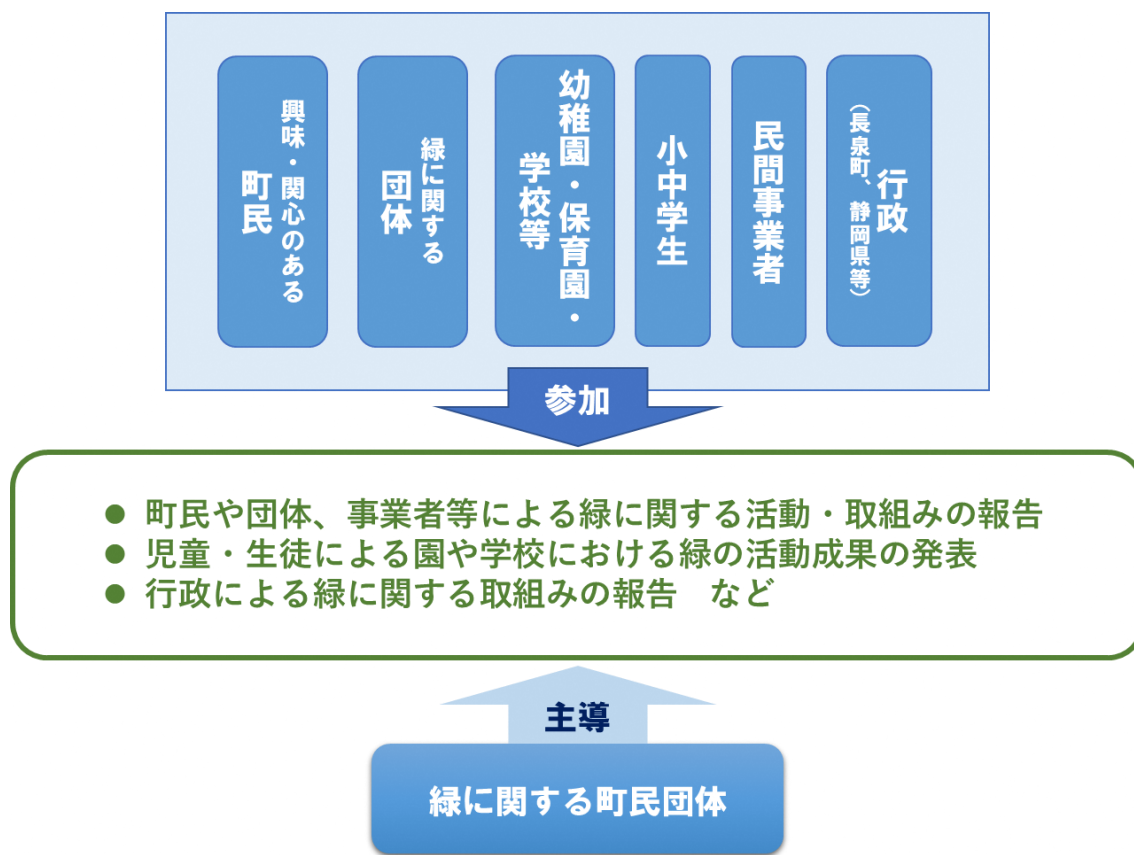 興味・関心のある
町民
緑に関する
団体
幼稚園・保育園・
学校等
小中学生
民間事業者
行政
（長泉町、静岡県等）
参加
● 町民や団体、事業者等による緑に関する活動・取組みの報告
● 児童・生徒による園や学校における緑の活動成果の発表
● 行政による緑に関する取組みの報告　など
主導
緑に関する町民団体